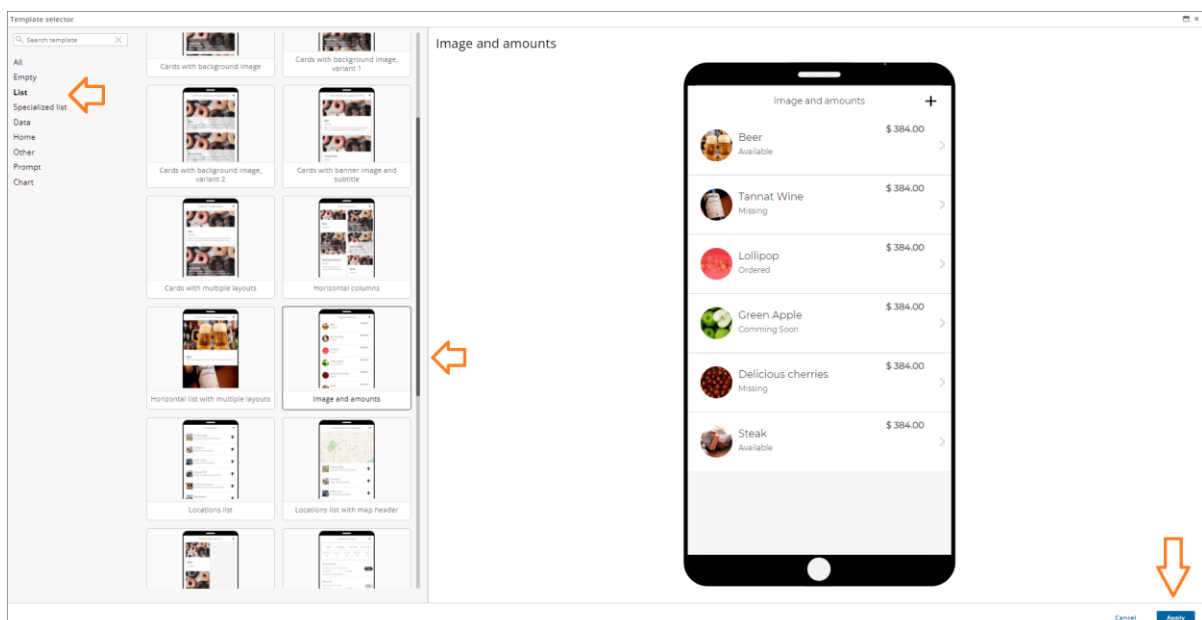 Template selector
Search template
All
Empty
List
Specialized list
Data
Home
Other
Prompt
Chart
Cards with background image
Cards with background image,
variant 1
Cards with background image,
variant 2
Cards with banner image and
subtitle
Cards with multiple layouts
Horizontal columns
Horizontal list with multiple layouts
Image and amounts
Locations list
Locations list with map header
Image and amounts
Image and amounts
Beer
$ 384.00
Available
Tannat Wine
$ 384.00
Missing
Lollipop
$ 384.00
Ordered
Green Apple
$ 384.00
Comming Soon
Delicious cherries
$ 384.00
Missing
Steak
$ 384.00
Available
Cancel
Apply